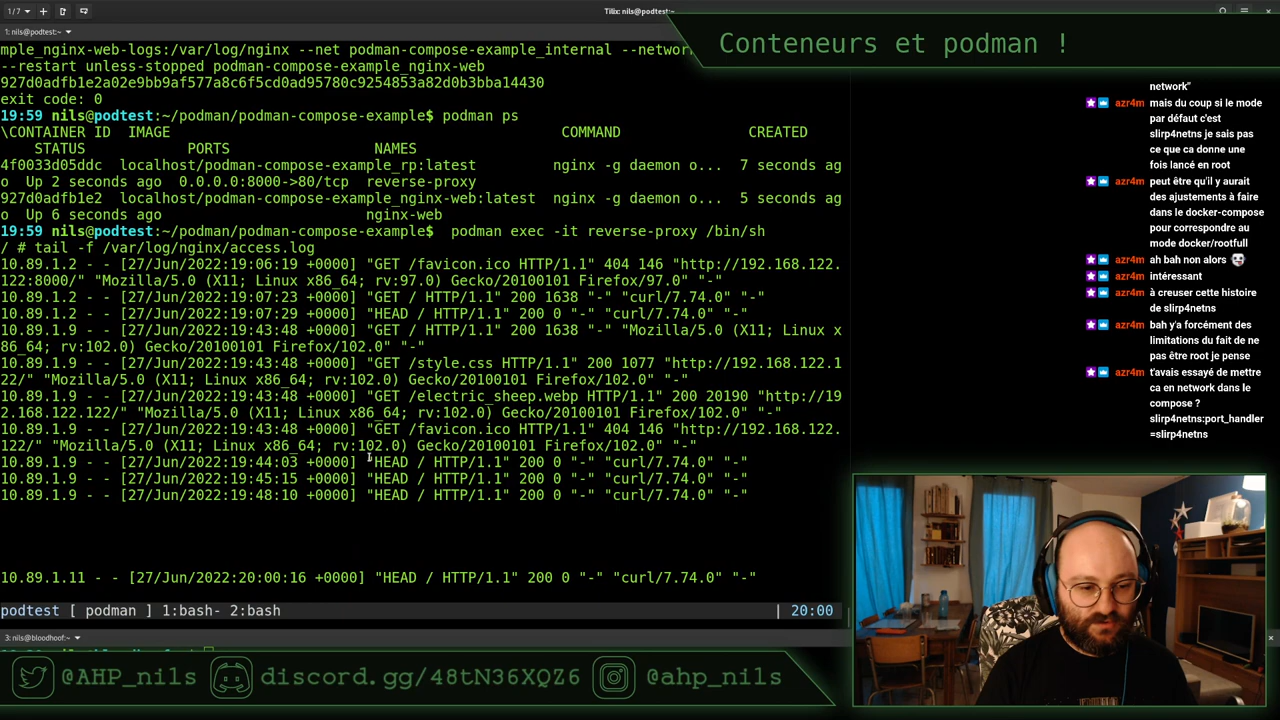 1/7
Tilix: nils@podtest:~
1: nils@podtest:~
mple_nginx-web-logs:/var/log/nginx --net podman-compose-example_internal --networ
--restart unless-stopped podman-compose-example_nginx-web
927d0adfb1e2a02e9bb9af577a8c6f5cd0ad95780c9254853a82d0b3bba14430
exit code: 0
19:59 nils@podtest:~/podman/podman-compose-example$ podman ps
\CONTAINER ID  IMAGE                                                    COMMAND               CREATED
    STATUS            PORTS                 NAMES
4f0033d05ddc  localhost/podman-compose-example_rp:latest         nginx -g daemon o...  7 seconds ag
o  Up 2 seconds ago  0.0.0.0:8000->80/tcp  reverse-proxy
927d0adfb1e2  localhost/podman-compose-example_nginx-web:latest  nginx -g daemon o...  5 seconds ag
o  Up 6 seconds ago                        nginx-web
19:59 nils@podtest:~/podman/podman-compose-example$  podman exec -it reverse-proxy /bin/sh
/ # tail -f /var/log/nginx/access.log
10.89.1.2 - - [27/Jun/2022:19:06:19 +0000] "GET /favicon.ico HTTP/1.1" 404 146 "http://192.168.122.
122:8000/" "Mozilla/5.0 (X11; Linux x86_64; rv:97.0) Gecko/20100101 Firefox/97.0" "-"
10.89.1.2 - - [27/Jun/2022:19:07:23 +0000] "GET / HTTP/1.1" 200 1638 "-" "curl/7.74.0" "-"
10.89.1.2 - - [27/Jun/2022:19:07:29 +0000] "HEAD / HTTP/1.1" 200 0 "-" "curl/7.74.0" "-"
10.89.1.9 - - [27/Jun/2022:19:43:48 +0000] "GET / HTTP/1.1" 200 1638 "-" "Mozilla/5.0 (X11; Linux x
86_64; rv:102.0) Gecko/20100101 Firefox/102.0" "-"
10.89.1.9 - - [27/Jun/2022:19:43:48 +0000] "GET /style.css HTTP/1.1" 200 1077 "http://192.168.122.1
22/" "Mozilla/5.0 (X11; Linux x86_64; rv:102.0) Gecko/20100101 Firefox/102.0" "-"
10.89.1.9 - - [27/Jun/2022:19:43:48 +0000] "GET /electric_sheep.webp HTTP/1.1" 200 20190 "http://19
2.168.122.122/" "Mozilla/5.0 (X11; Linux x86_64; rv:102.0) Gecko/20100101 Firefox/102.0" "-"
10.89.1.9 - - [27/Jun/2022:19:43:48 +0000] "GET /favicon.ico HTTP/1.1" 404 146 "http://192.168.122.
122/" "Mozilla/5.0 (X11; Linux x86_64; rv:102.0) Gecko/20100101 Firefox/102.0" "-"
10.89.1.9 - - [27/Jun/2022:19:44:03 +0000] "HEAD / HTTP/1.1" 200 0 "-" "curl/7.74.0" "-"
10.89.1.9 - - [27/Jun/2022:19:45:15 +0000] "HEAD / HTTP/1.1" 200 0 "-" "curl/7.74.0" "-"
10.89.1.9 - - [27/Jun/2022:19:48:10 +0000] "HEAD / HTTP/1.1" 200 0 "-" "curl/7.74.0" "-"
10.89.1.11 - - [27/Jun/2022:20:00:16 +0000] "HEAD / HTTP/1.1" 200 0 "-" "curl/7.74.0" "-"
podtest [ podman ] 1:bash- 2:bash | 20:00
3: nils@bloodhoof:~
Conteneurs et podman !
network"
azr4m mais du coup si le mode
par défaut c'est
slirp4netns je sais pas
ce que ca donne une
fois lancé en root
azr4m peut être qu'il y aurait
des ajustements à faire
dans le docker-compose
pour correspondre au
mode docker/rootfull
azr4m ah bah non alors
azr4m intéressant
azr4m à creuser cette histoire
de slirp4netns
azr4m bah y'a forcément des
limitations du fait de ne
pas être root je pense
azr4m t'avais essayé de mettre
ca en network dans le
compose ?
slirp4netns:port_handler
=slirp4netns
@AHP_nils
discord.gg/48tN36XQZ6
@ahp_nils